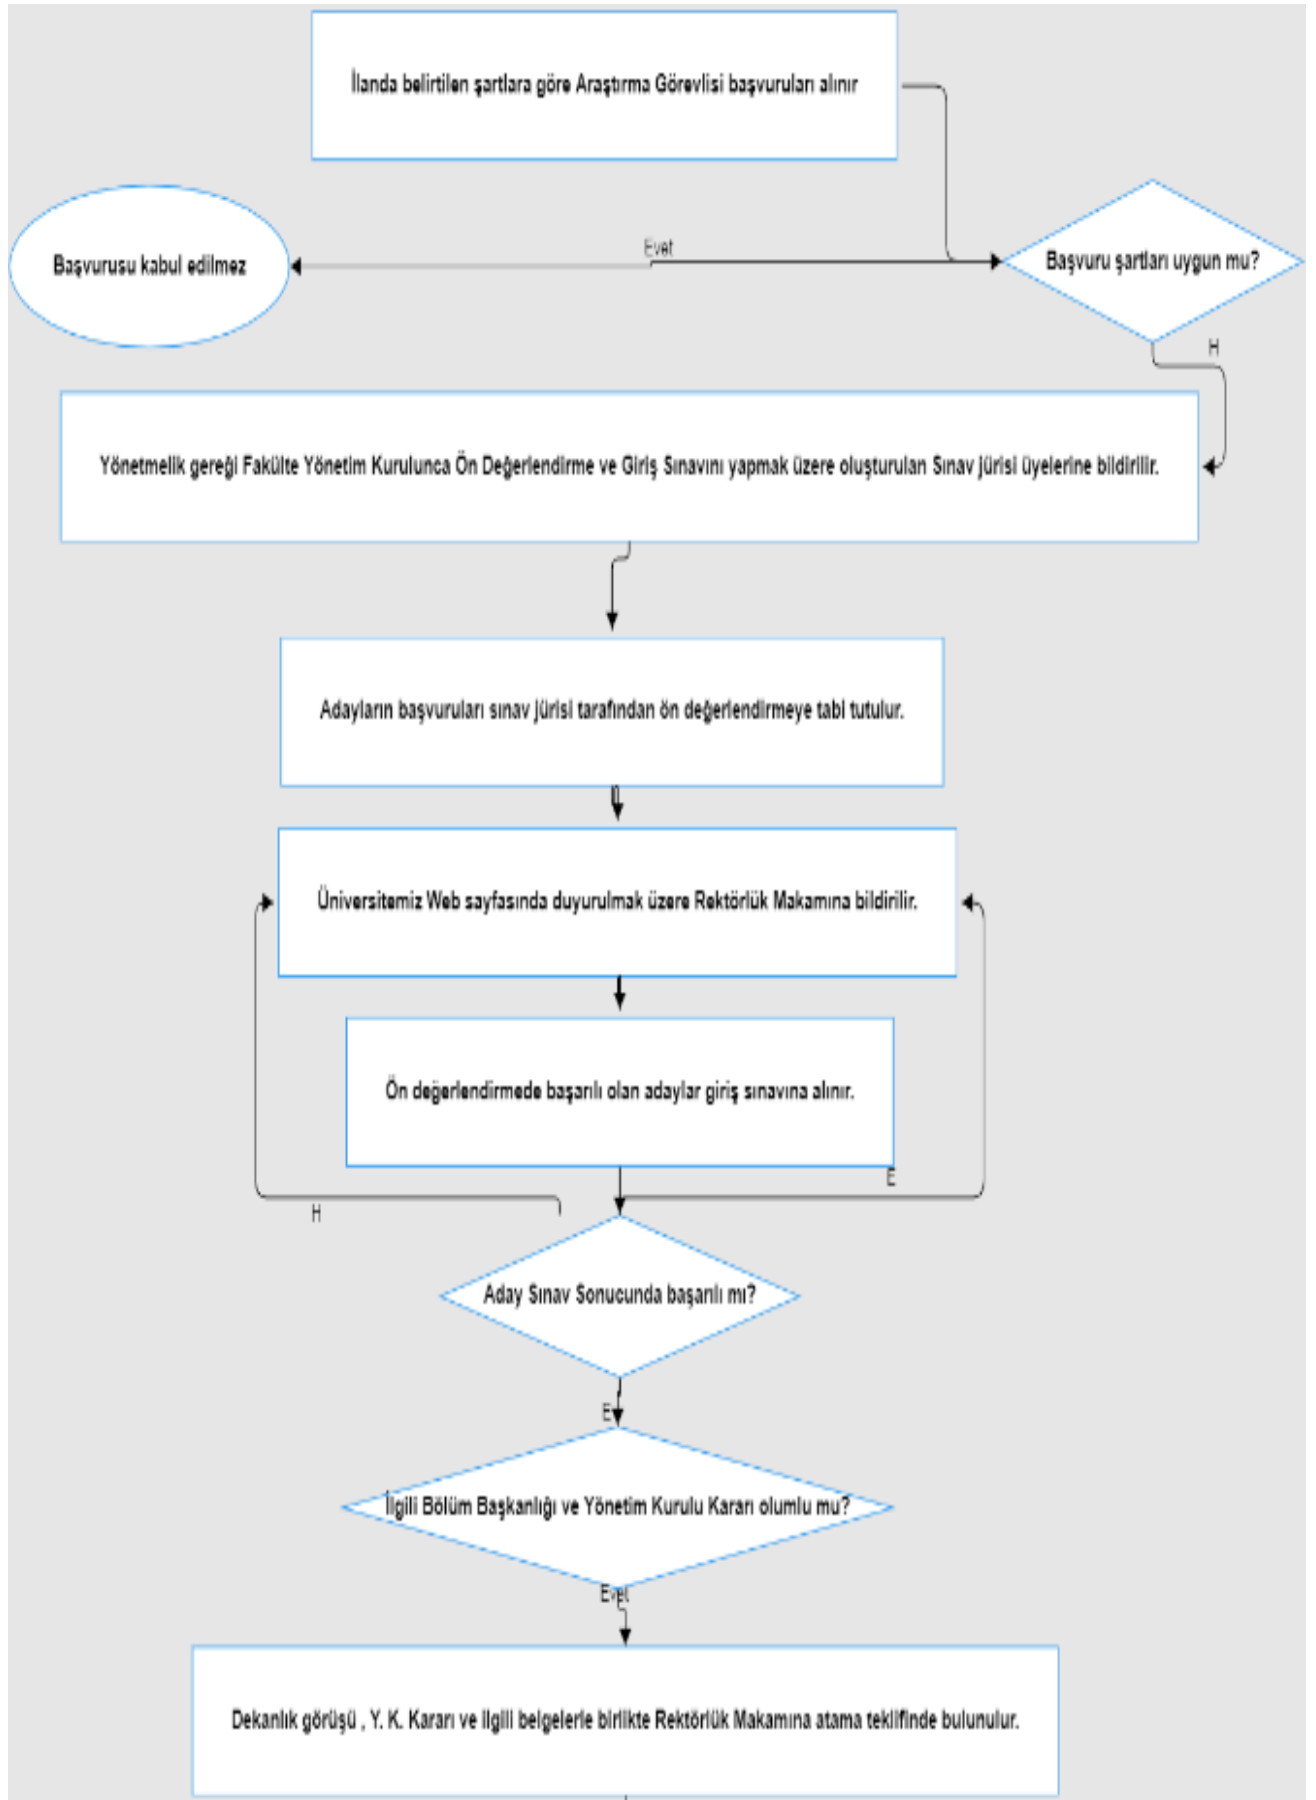 İlanda belirtilen şartlara göre Araştırma Görevlisi başvuruları alınır
Evet
Başvurusu kabul edilmez
Başvuru şartları uygun mu?
H
Yönetmelik gereği Fakülte Yönetim Kurulunca Ön Değerlendirme ve Giriş Sınavını yapmak üzere oluşturulan Sınav jürisi üyelerine bildirilir.
Adayların başvuruları sınav jürisi tarafından ön değerlendirmeye tabi tutulur.
Üniversitemiz Web sayfasında duyurulmak üzere Rektörlük Makamına bildirilir.
Ön değerlendirmede başarılı olan adaylar giriş sınavına alınır.
E
H
Aday Sınav Sonucunda başarılı mı?
E
İlgili Bölüm Başkanlığı ve Yönetim Kurulu Kararı olumlu mu?
Evet
Dekanlık görüşü , Y. K. Kararı ve ilgili belgelerle birlikte Rektörlük Makamına atama teklifinde bulunulur.